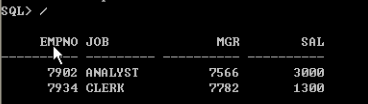 SQL> /
EMPNO JOB MGR SAL
---------- --------- ---------- ----------
7902 ANALYST 7566 3000
7934 CLERK 7782 1300